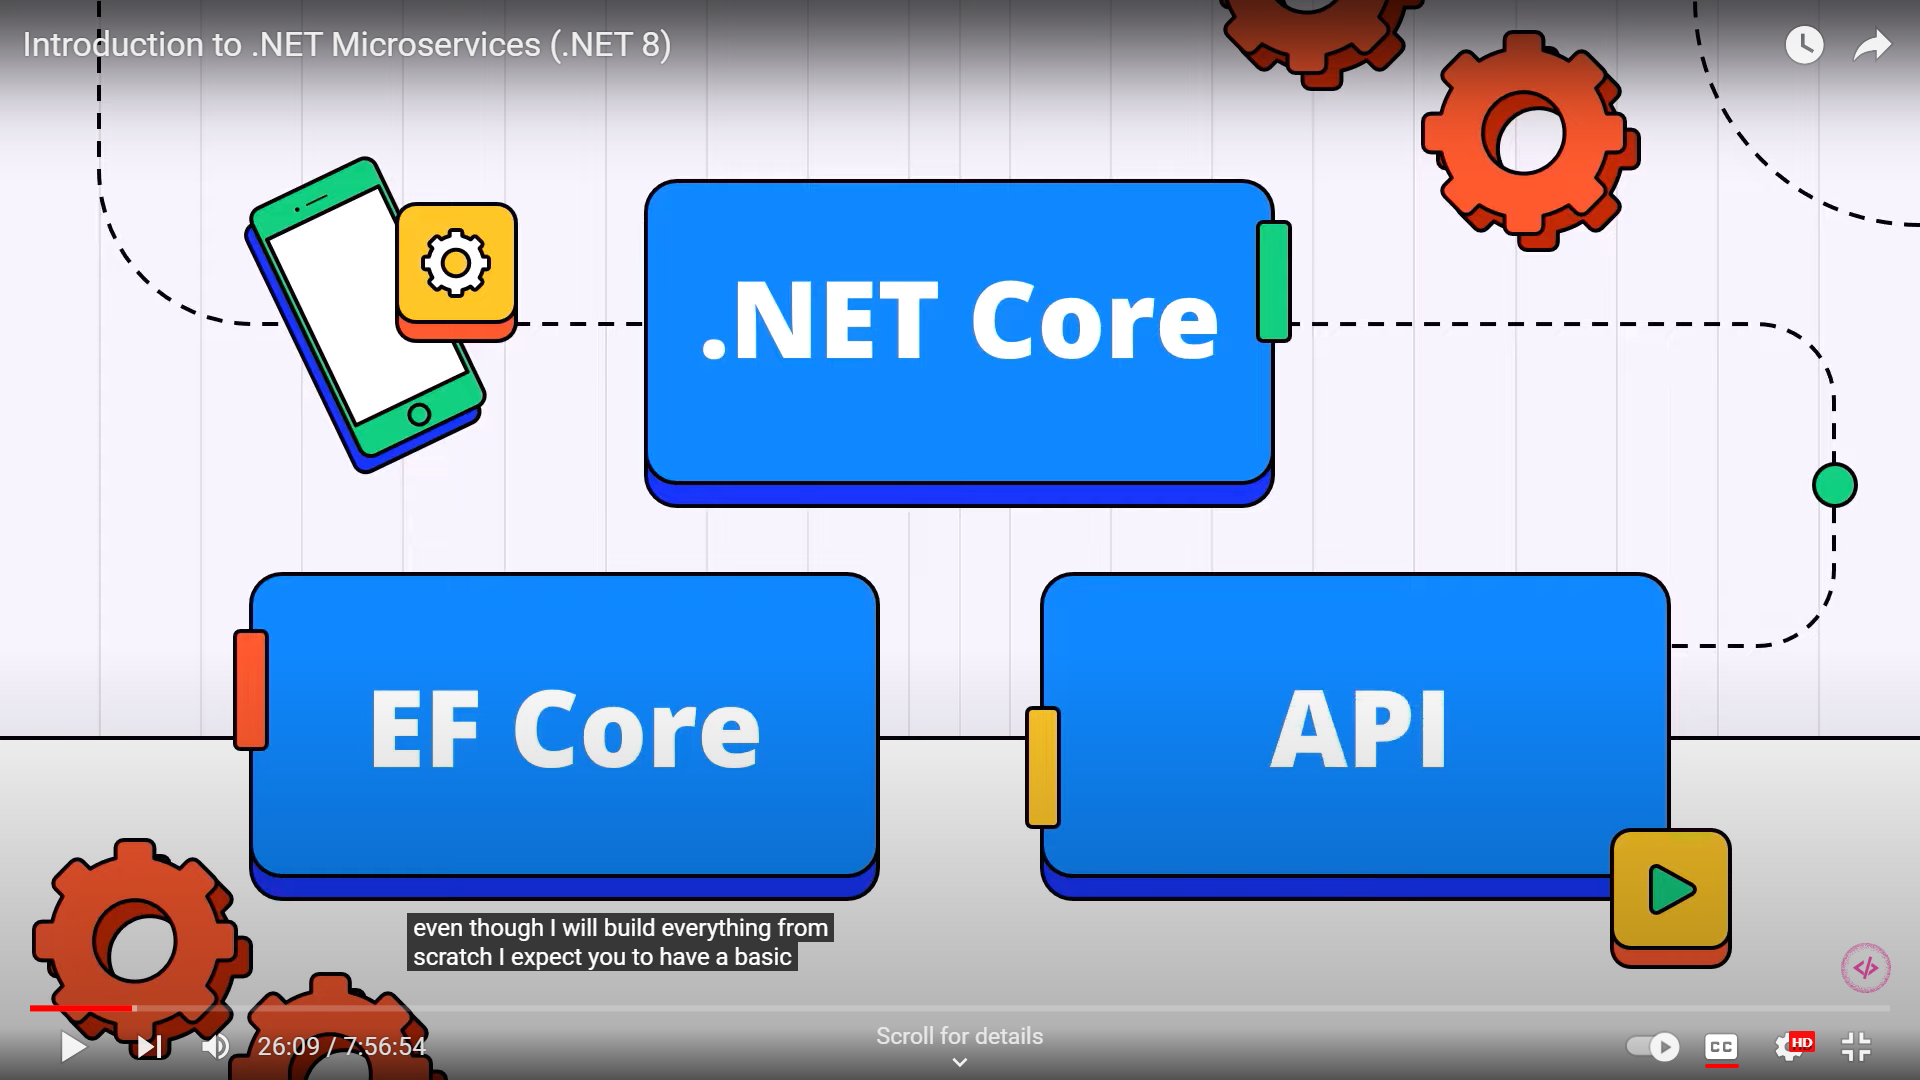 Introduction to .NET Microservices (.NET 8)
.NET Core
EF Core
API
even though I will build everything from
scratch I expect you to have a basic
</>
26:09 / 7:56:54
Scroll for details
CC
HD